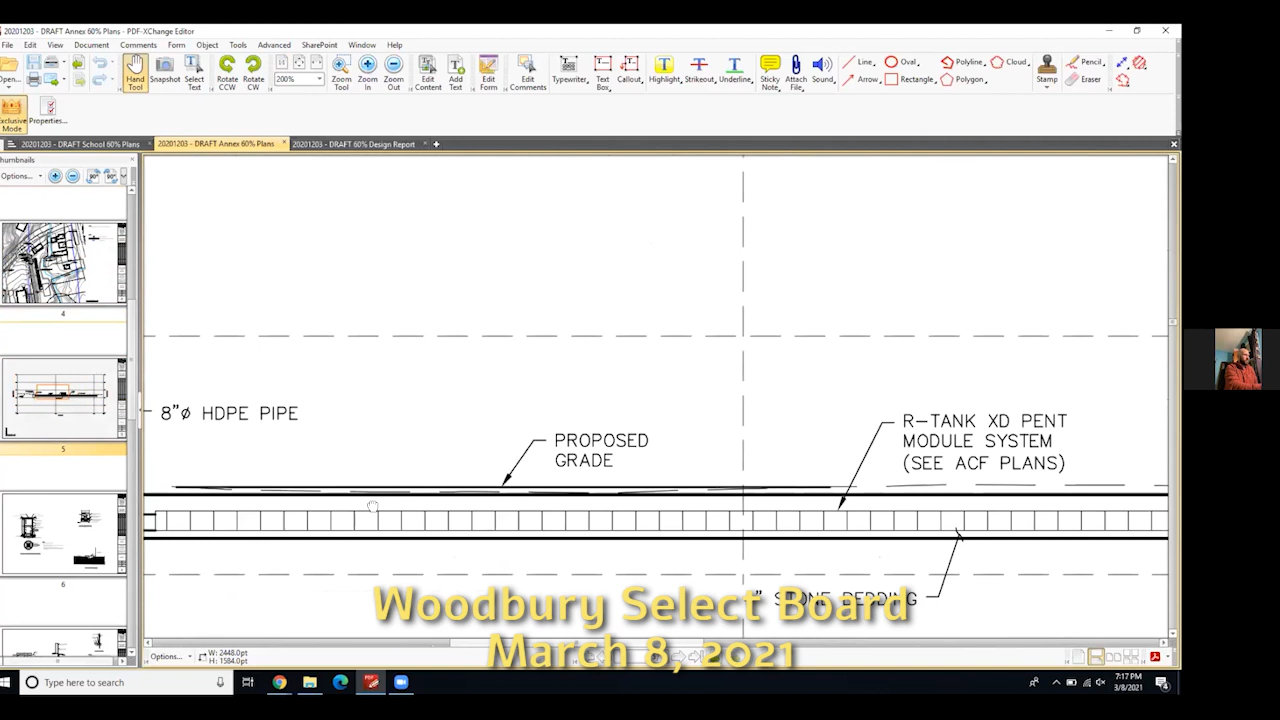 20201203 - DRAFT Annex 60% Plans - PDF-XChange Editor
File Edit View Document Comments Form Object Tools Advanced SharePoint Window Help
Open...
Hand Tool
Snapshot
Select Text
Rotate CCW
Rotate CW
200%
Zoom Tool
Zoom In
Zoom Out
Edit Content
Add Text
Edit Form
Edit Comments
Typewriter
Text Box
Callout
Highlight
Strikeout
Underline
Sticky Note
Attach File
Sound
Line
Arrow
Oval
Rectangle
Polyline
Polygon
Cloud
Stamp
Pencil
Eraser
Exclusive Mode
Properties...
20201203 - DRAFT School 60% Plans
20201203 - DRAFT Annex 60% Plans
20201203 - DRAFT 60% Design Report
humbnails
Options...
4
5
6
8"ø HDPE PIPE
PROPOSED
GRADE
R-TANK XD PENT
MODULE SYSTEM
(SEE ACF PLANS)
STONE BEDDING
Woodbury Select Board
March 8, 2021
Options...
W: 2448.0pt
H: 1584.0pt
Type here to search
7:17 PM
3/8/2021
4